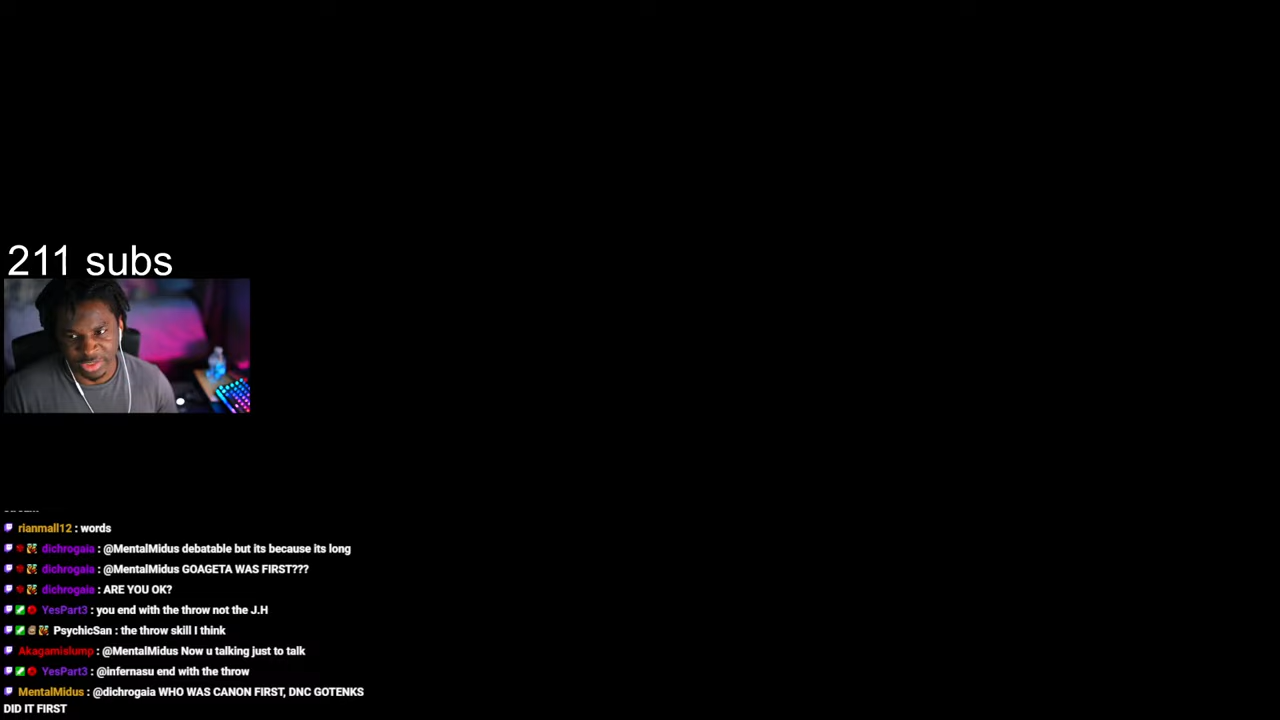 211 subs
rianmall12 : words
dichrogaia : @MentalMidus debatable but its because its long
dichrogaia : @MentalMidus GOAGETA WAS FIRST???
dichrogaia : ARE YOU OK?
YesPart3 : you end with the throw not the J.H
PsychicSan : the throw skill I think
Akagamislump : @MentalMidus Now u talking just to talk
YesPart3 : @infernasu end with the throw
MentalMidus : @dichrogaia WHO WAS CANON FIRST, DNC GOTENKS
DID IT FIRST